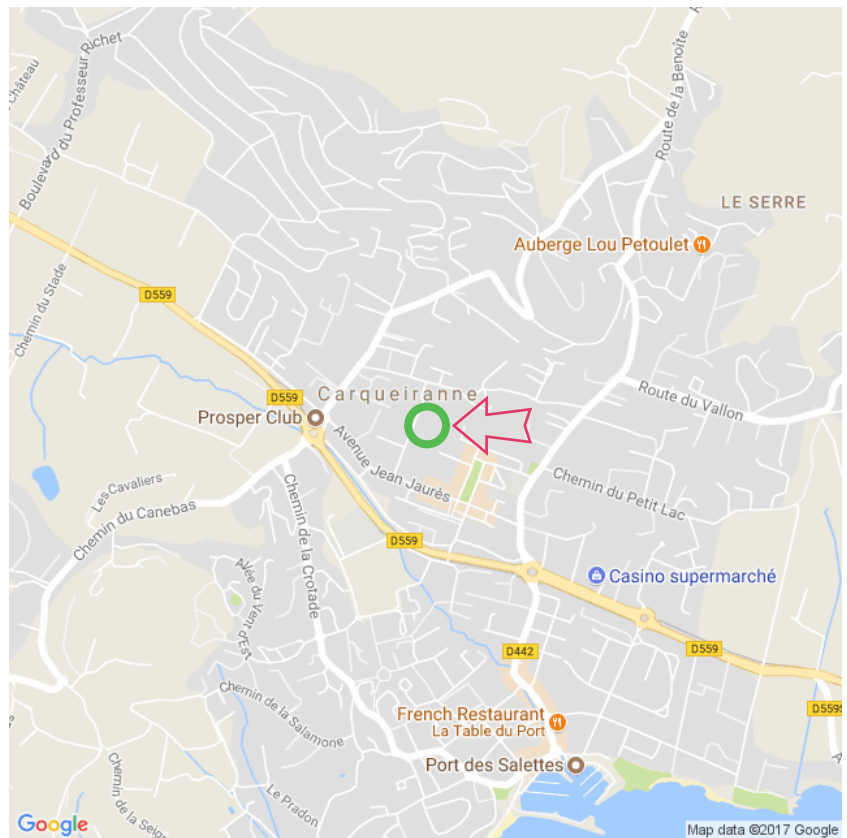 Boulevard du Professeur Richet
Château
Route de la Benoîte
LE SERRE
Auberge Lou Petoulet
D559
Chemin du Stade
D559
Carqueiranne
Prosper Club
Route du Vallon
Avenue Jean Jaurès
Les Cavaliers
Chemin du Canebas
Chemin de la Crotade
Chemin du Petit Lac
D559
Casino supermarché
Allée du Vent d'Est
D442
D559
Chemin de la Salamone
French Restaurant
La Table du Port
D559S
Port des Salettes
Chemin de la Seig
Le Pradon
A
Google
Map data ©2017 Google